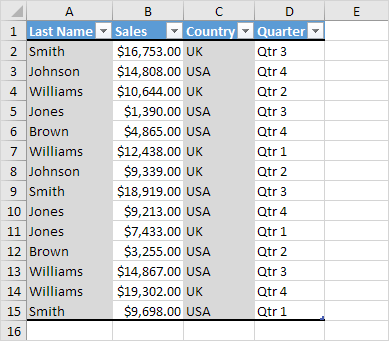 A B C D E
1 Last Name Sales Country Quarter
2 Smith $16,753.00 UK Qtr 3
3 Johnson $14,808.00 USA Qtr 4
4 Williams $10,644.00 UK Qtr 2
5 Jones $1,390.00 USA Qtr 3
6 Brown $4,865.00 USA Qtr 4
7 Williams $12,438.00 UK Qtr 1
8 Johnson $9,339.00 UK Qtr 2
9 Smith $18,919.00 USA Qtr 3
10 Jones $9,213.00 USA Qtr 4
11 Jones $7,433.00 UK Qtr 1
12 Brown $3,255.00 USA Qtr 2
13 Williams $14,867.00 USA Qtr 3
14 Williams $19,302.00 UK Qtr 4
15 Smith $9,698.00 USA Qtr 1
16